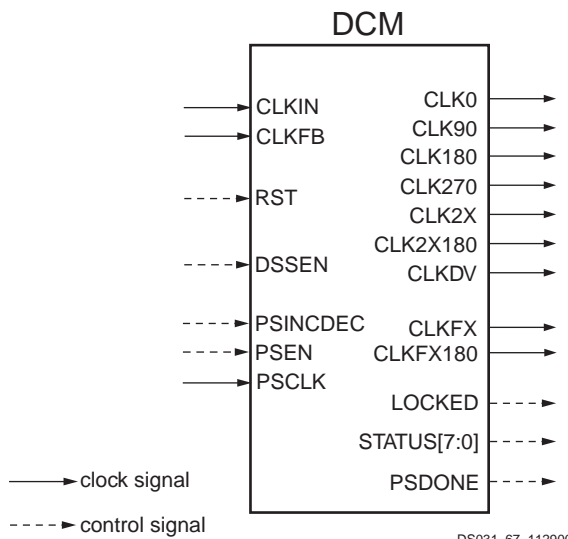 DCM
CLKIN
CLKFB
RST
DSSEN
PSINCDEC
PSEN
PSCLK
CLK0
CLK90
CLK180
CLK270
CLK2X
CLK2X180
CLKDV
CLKFX
CLKFX180
LOCKED
STATUS[7:0]
PSDONE
clock signal
control signal